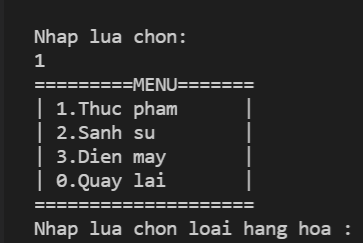 Nhap lua chon:
1
=========MENU=======
| 1.Thuc pham      |
| 2.Sanh su        |
| 3.Dien may       |
| 0.Quay lai       |
====================
Nhap lua chon loai hang hoa :